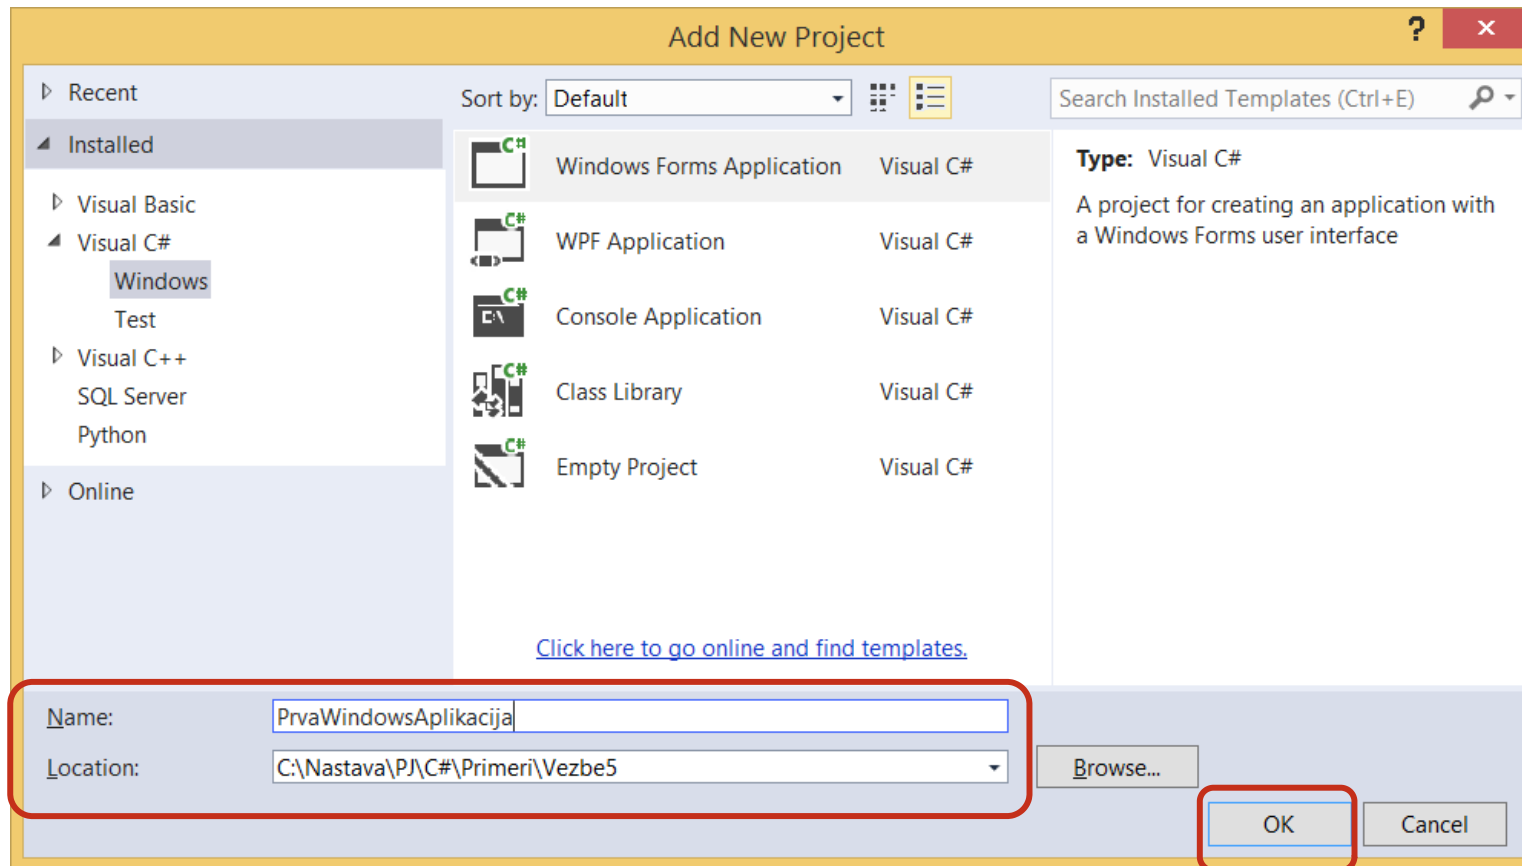 Add New Project
?
Recent
Installed
Visual Basic
Visual C#
Windows
Test
Visual C++
SQL Server
Python
Online
Sort by: Default
Search Installed Templates (Ctrl+E)
Windows Forms Application Visual C#
WPF Application Visual C#
Console Application Visual C#
Class Library Visual C#
Empty Project Visual C#
Click here to go online and find templates.
Type: Visual C#
A project for creating an application with
a Windows Forms user interface
Name: PrvaWindowsAplikacija
Location: C:\Nastava\PJ\C#\Primeri\Vezbe5
Browse...
OK
Cancel